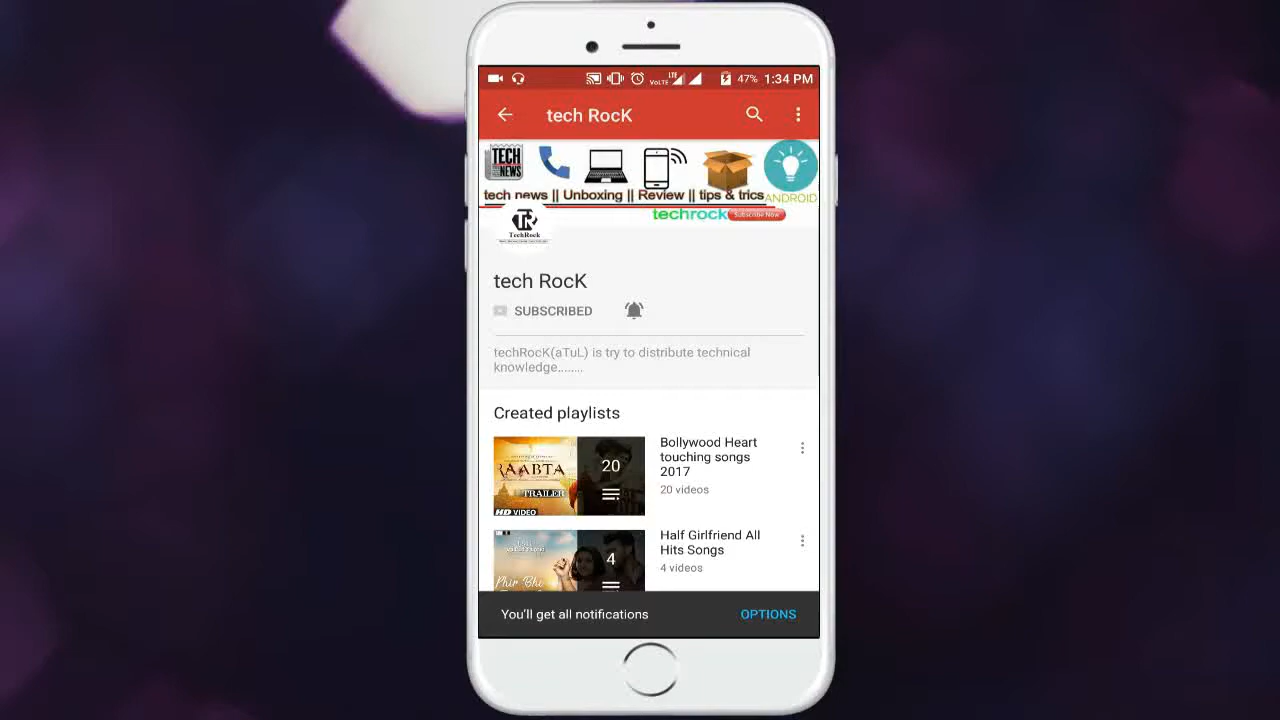 VoLTE LTE 47% 1:34 PM
tech RocK
TECH
NEWS
tech news || Unboxing || Review || tips & trics
ANDROID
techrock Subscribe Now
TR
TechRock
tech RocK
SUBSCRIBED
techRocK(aTuL) is try to distribute technical
knowledge........
Created playlists
RAABTA
TRAILER
HD VIDEO
20
Bollywood Heart
touching songs
2017
20 videos
Phir Bhi
4
Half Girlfriend All
Hits Songs
4 videos
You'll get all notifications OPTIONS